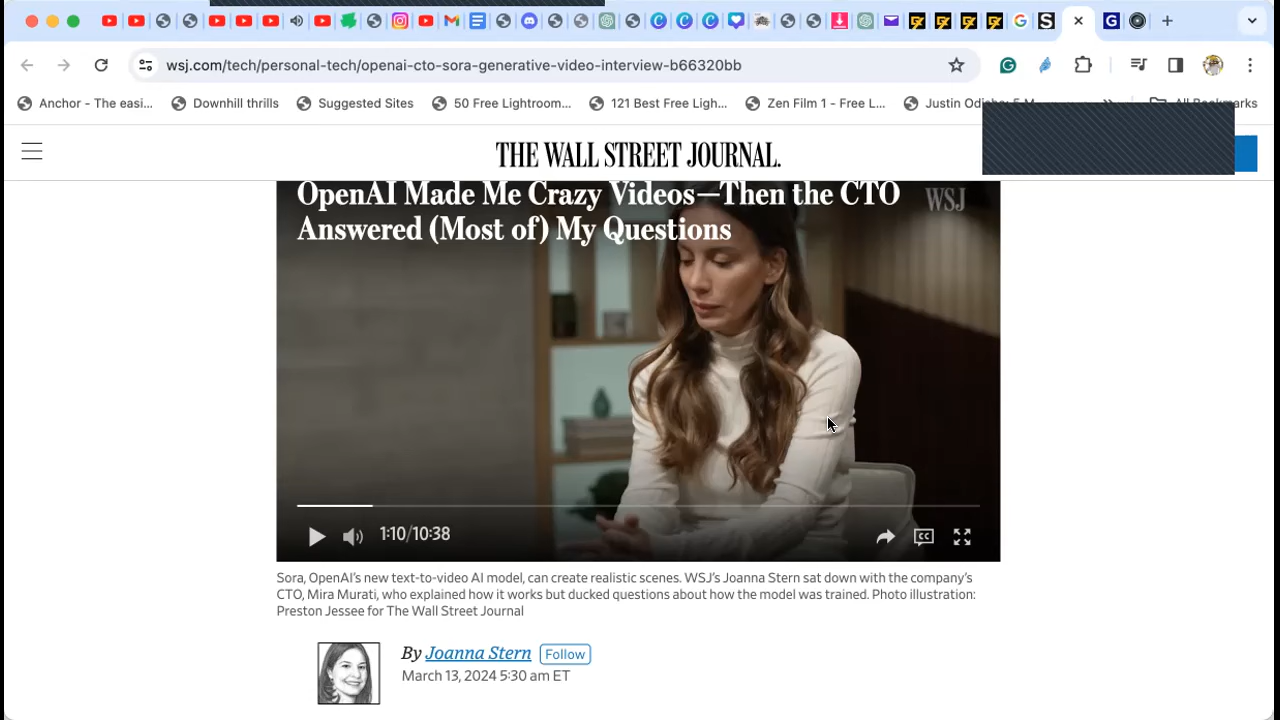 wsj.com/tech/personal-tech/openai-cto-sora-generative-video-interview-b66320bb
Anchor - The easi...
Downhill thrills
Suggested Sites
50 Free Lightroom...
121 Best Free Ligh...
Zen Film 1 - Free L...
All Bookmarks
THE WALL STREET JOURNAL.
OpenAI Made Me Crazy Videos—Then the CTO
Answered (Most of) My Questions
WSJ
1:10/10:38
CC
Sora, OpenAI's new text-to-video AI model, can create realistic scenes. WSJ's Joanna Stern sat down with the company's
CTO, Mira Murati, who explained how it works but ducked questions about how the model was trained. Photo illustration:
Preston Jessee for The Wall Street Journal
By Joanna Stern
Follow
March 13, 2024 5:30 am ET